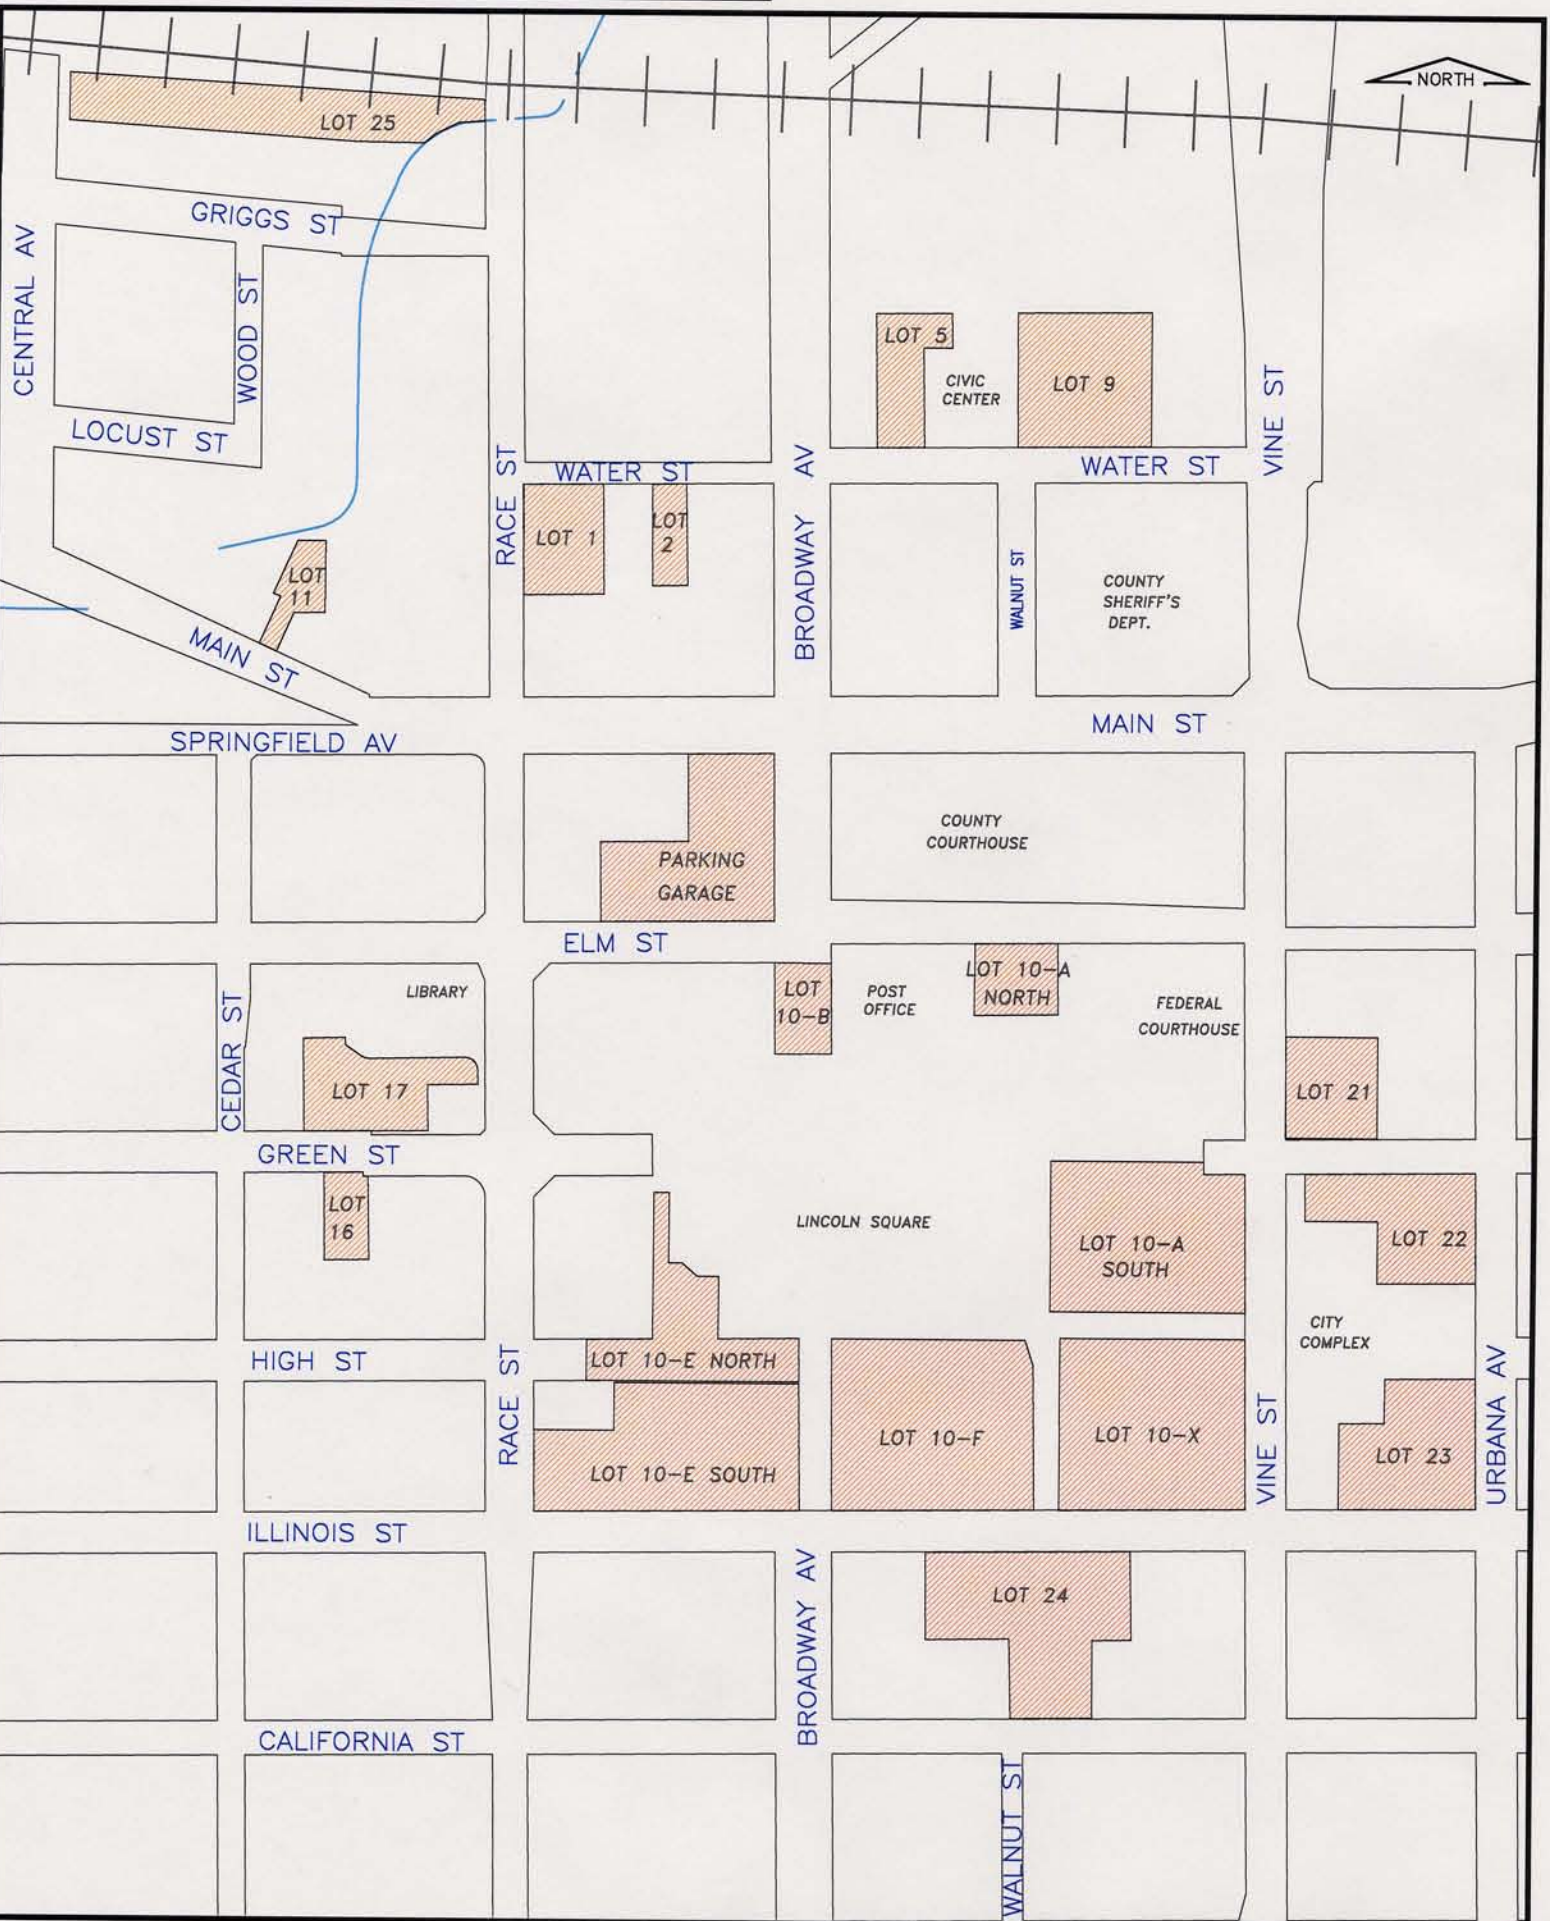 NORTH
LOT 25
GRIGGS ST
CENTRAL AV
WOOD ST
LOCUST ST
LOT 5
CIVIC
CENTER
LOT 9
VINE ST
RACE ST
WATER ST
BROADWAY AV
WATER ST
LOT 1
LOT
2
WALNUT ST
COUNTY
SHERIFF'S
DEPT.
LOT
11
MAIN ST
MAIN ST
SPRINGFIELD AV
PARKING
GARAGE
COUNTY
COURTHOUSE
ELM ST
LIBRARY
CEDAR ST
LOT
10-B
POST
OFFICE
LOT 10-A
NORTH
FEDERAL
COURTHOUSE
LOT 17
LOT 21
GREEN ST
LOT
16
LINCOLN SQUARE
LOT 10-A
SOUTH
LOT 22
CITY
COMPLEX
HIGH ST
RACE ST
LOT 10-E NORTH
LOT 10-E SOUTH
LOT 10-F
LOT 10-X
VINE ST
LOT 23
URBANA AV
ILLINOIS ST
BROADWAY AV
LOT 24
CALIFORNIA ST
WALNUT ST